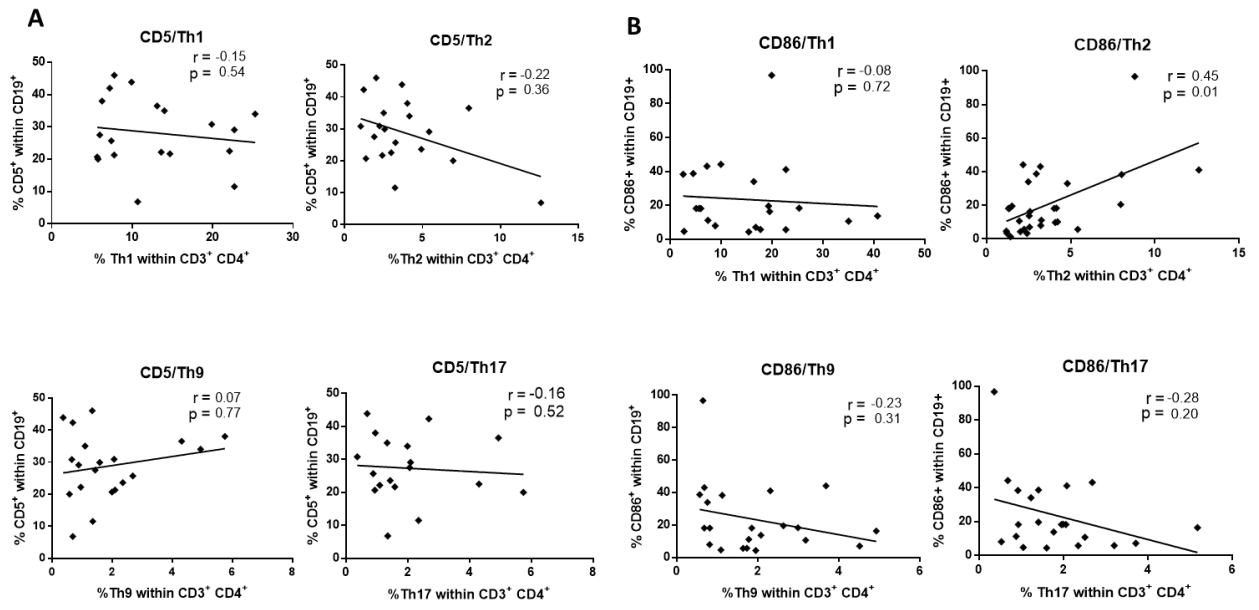 A
CD5/Th1
r = -0.15
p = 0.54
% CD5⁺ within CD19⁺
50
40
30
20
10
0
0 10 20 30
% Th1 within CD3⁺ CD4⁺
CD5/Th2
r = -0.22
p = 0.36
% CD5⁺ within CD19⁺
50
40
30
20
10
0
0 5 10 15
%Th2 within CD3⁺ CD4⁺
B
CD86/Th1
r = -0.08
p = 0.72
% CD86+ within CD19+
100
80
60
40
20
0
0 10 20 30 40 50
% Th1 within CD3⁺ CD4⁺
CD86/Th2
r = 0.45
p = 0.01
% CD86+ within CD19+
100
80
60
40
20
0
0 5 10 15
%Th2 within CD3⁺ CD4⁺
CD5/Th9
r = 0.07
p = 0.77
% CD5⁺ within CD19⁺
50
40
30
20
10
0
0 2 4 6 8
%Th9 within CD3⁺ CD4⁺
CD5/Th17
r = -0.16
p = 0.52
% CD5⁺ within CD19⁺
50
40
30
20
10
0
0 2 4 6 8
%Th17 within CD3⁺ CD4⁺
CD86/Th9
r = -0.23
p = 0.31
% CD86⁺ within CD19⁺
100
80
60
40
20
0
0 2 4 6
%Th9 within CD3⁺ CD4⁺
CD86/Th17
r = -0.28
p = 0.20
% CD86+ within CD19+
100
80
60
40
20
0
0 2 4 6
% Th17 within CD3⁺ CD4⁺